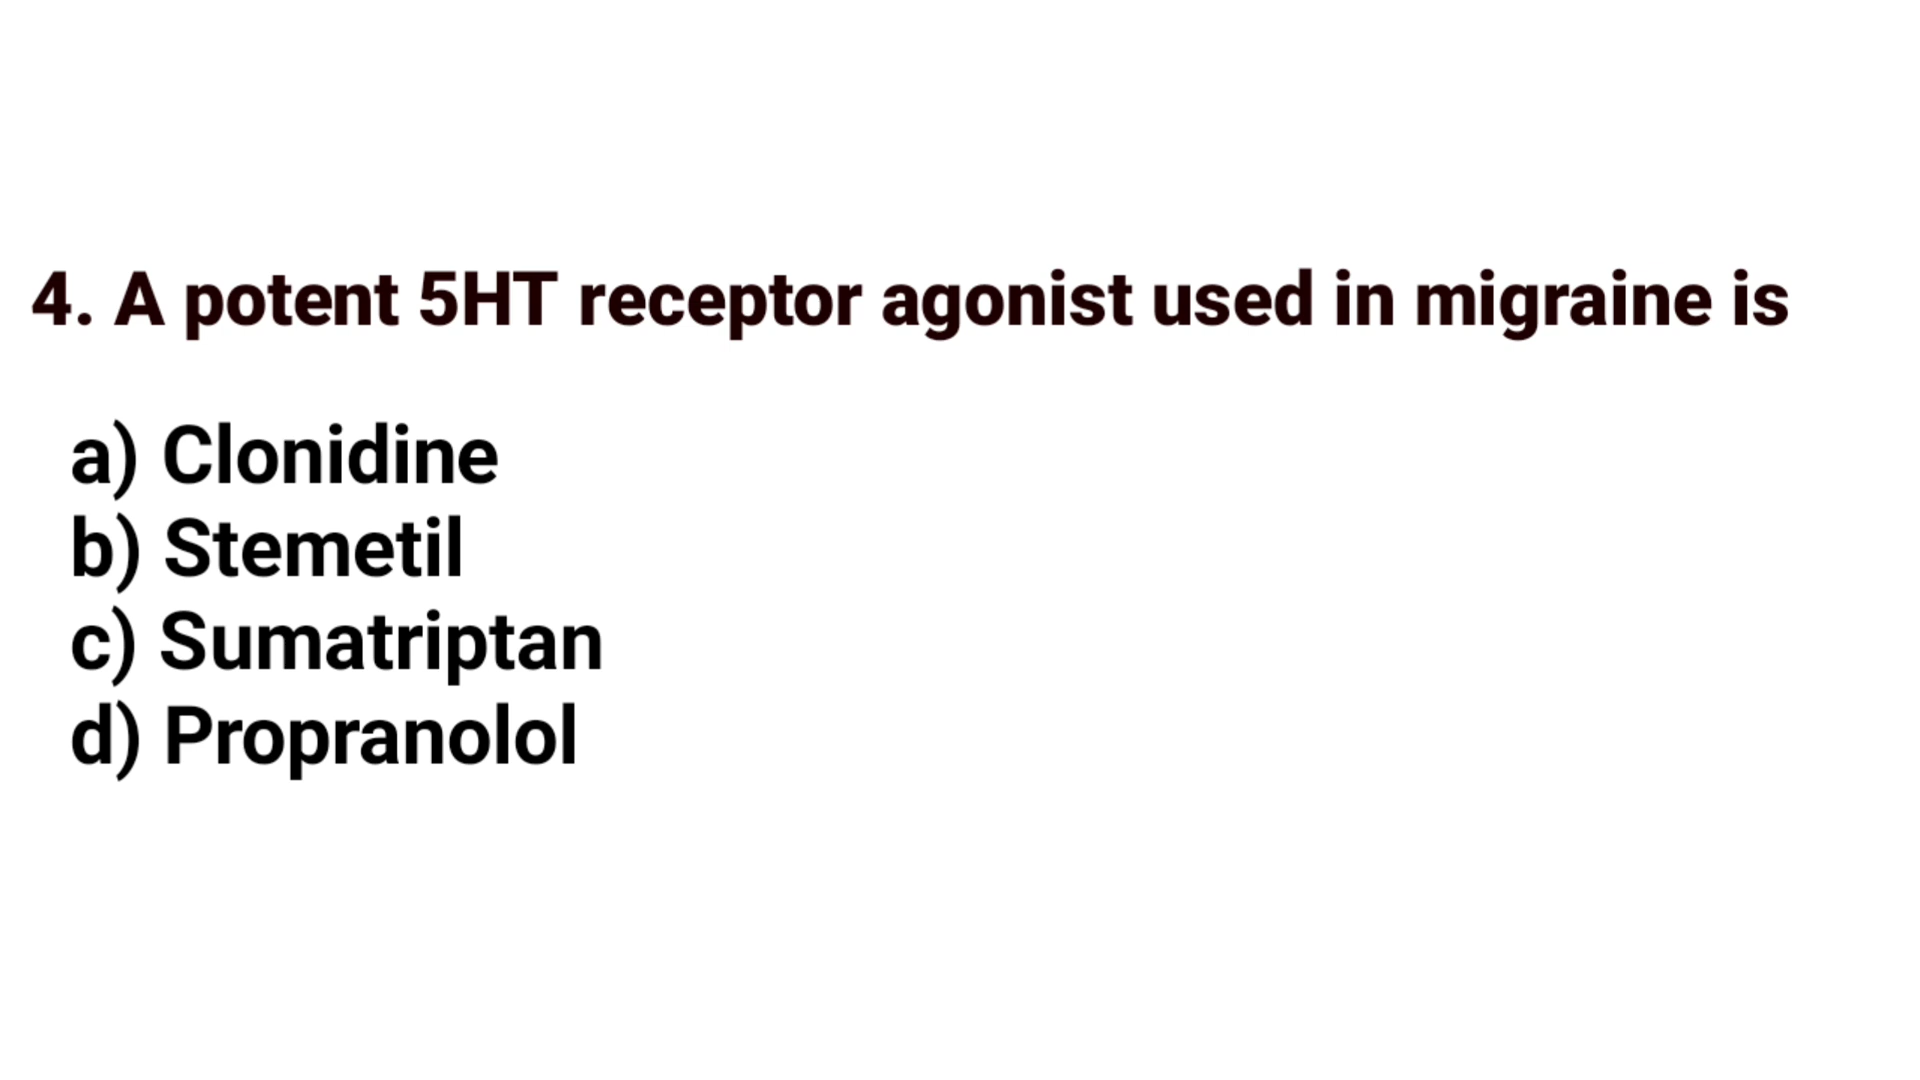 4. A potent 5HT receptor agonist used in migraine is
a) Clonidine
b) Stemetil
c) Sumatriptan
d) Propranolol